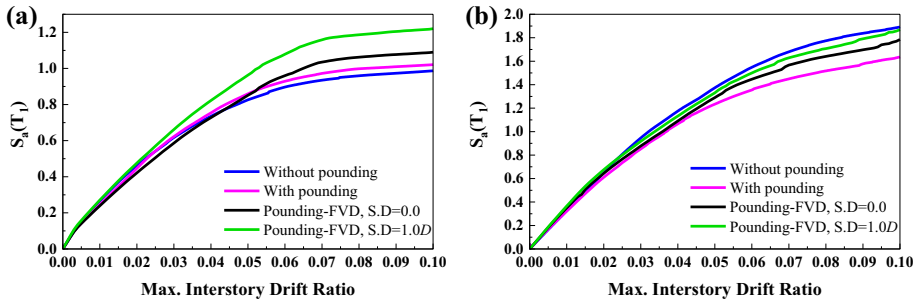 (a)
S_a(T_1)
1.2
1.0
0.8
0.6
0.4
0.2
0.0
Without pounding
With pounding
Pounding-FVD, S.D=0.0
Pounding-FVD, S.D=1.0D
0.00 0.01 0.02 0.03 0.04 0.05 0.06 0.07 0.08 0.09 0.10
Max. Interstory Drift Ratio
(b)
S_a(T_1)
2.0
1.8
1.6
1.4
1.2
1.0
0.8
0.6
0.4
0.2
0.0
Without pounding
With pounding
Pounding-FVD, S.D=0.0
Pounding-FVD, S.D=1.0D
0.00 0.01 0.02 0.03 0.04 0.05 0.06 0.07 0.08 0.09 0.10
Max. Interstory Drift Ratio